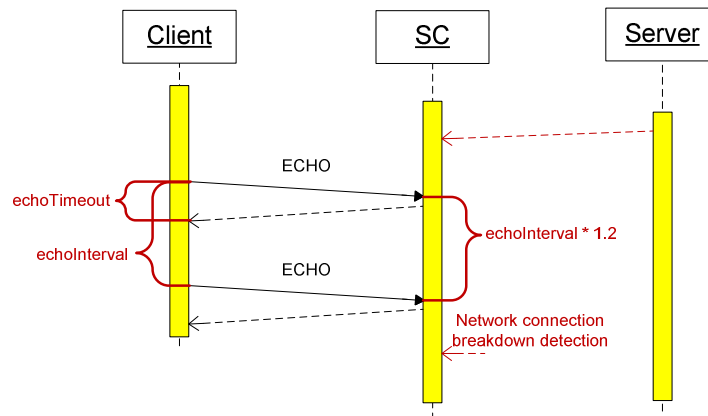 Client
SC
Server
ECHO
echoTimeout
echoInterval * 1.2
echoInterval
ECHO
Network connection
breakdown detection